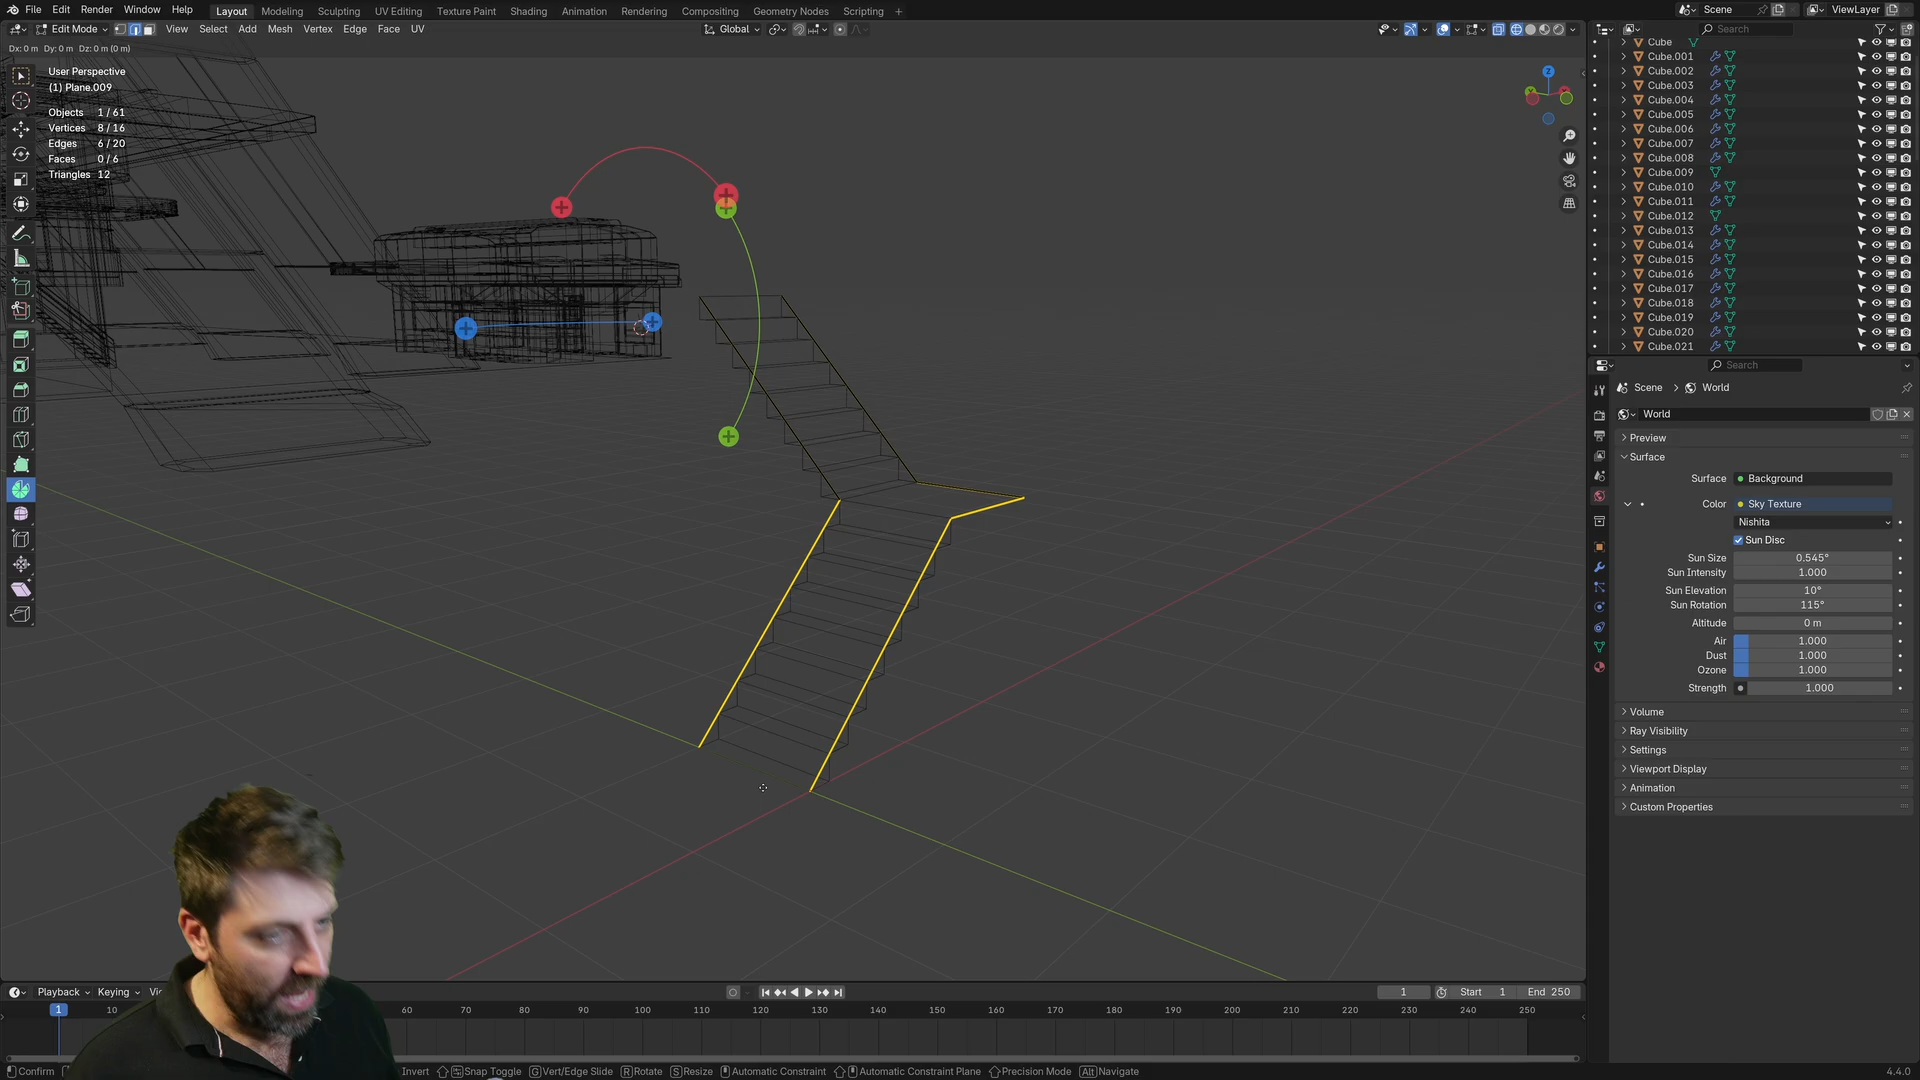 File Edit Render Window Help Layout Modeling Sculpting UV Editing Texture Paint Shading Animation Rendering Compositing Geometry Nodes Scripting + Scene ViewLayer
Edit Mode View Select Add Mesh Vertex Edge Face UV Global Search
Dx: 0 m Dy: 0 m Dz: 0 m (0 m)
User Perspective
(1) Plane.009
Objects 1 / 61
Vertices 8 / 16
Edges 6 / 20
Faces 0 / 6
Triangles 12
Z
Cube
Cube.001
Cube.002
Cube.003
Cube.004
Cube.005
Cube.006
Cube.007
Cube.008
Cube.009
Cube.010
Cube.011
Cube.012
Cube.013
Cube.014
Cube.015
Cube.016
Cube.017
Cube.018
Cube.019
Cube.020
Cube.021
Search
Scene > World
World
Preview
Surface
Surface Background
Color Sky Texture
Nishita
Sun Disc
Sun Size 0.545°
Sun Intensity 1.000
Sun Elevation 10°
Sun Rotation 115°
Altitude 0 m
Air 1.000
Dust 1.000
Ozone 1.000
Strength 1.000
Volume
Ray Visibility
Settings
Viewport Display
Animation
Custom Properties
Playback Keying 1 Start 1 End 250
1 10 60 70 80 90 100 110 120 130 140 150 160 170 180 190 200 210 220 230 240 250
Confirm Invert Snap Toggle G Vert/Edge Slide R Rotate S Resize Automatic Constraint Automatic Constraint Plane Precision Mode Alt Navigate 4.4.0